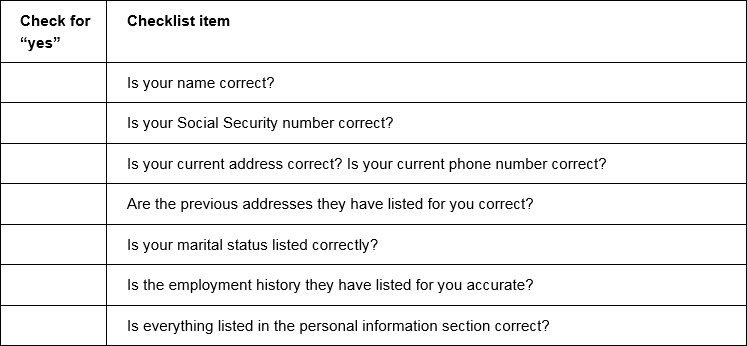 Check for
“yes”
Checklist item
Is your name correct?
Is your Social Security number correct?
Is your current address correct? Is your current phone number correct?
Are the previous addresses they have listed for you correct?
Is your marital status listed correctly?
Is the employment history they have listed for you accurate?
Is everything listed in the personal information section correct?